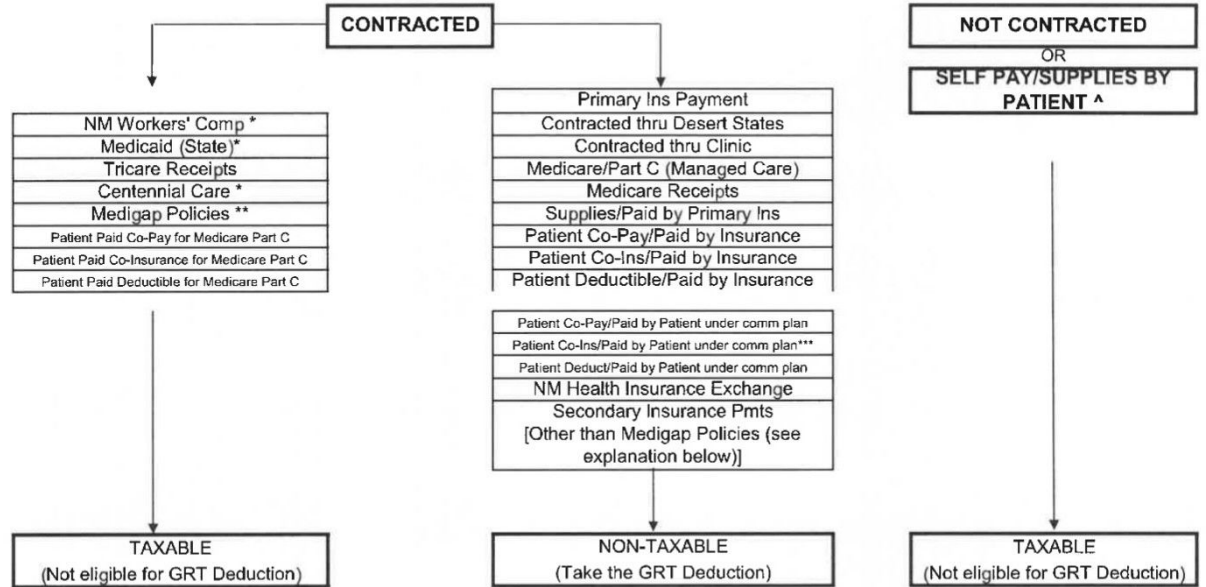 CONTRACTED
NM Workers' Comp *
Medicaid (State)*
Tricare Receipts
Centennial Care *
Medigap Policies **
Patient Paid Co-Pay for Medicare Part C
Patient Paid Co-Insurance for Medicare Part C
Patient Paid Deductible for Medicare Part C
TAXABLE
(Not eligible for GRT Deduction)
Primary Ins Payment
Contracted thru Desert States
Contracted thru Clinic
Medicare/Part C (Managed Care)
Medicare Receipts
Supplies/Paid by Primary Ins
Patient Co-Pay/Paid by Insurance
Patient Co-Ins/Paid by Insurance
Patient Deductible/Paid by Insurance
Patient Co-Pay/Paid by Patient under comm plan
Patient Co-Ins/Paid by Patient under comm plan***
Patient Deduct/Paid by Patient under comm plan
NM Health Insurance Exchange
Secondary Insurance Pmts
[Other than Medigap Policies (see
explanation below)]
NON-TAXABLE
(Take the GRT Deduction)
NOT CONTRACTED
OR
SELF PAY/SUPPLIES BY
PATIENT ^
TAXABLE
(Not eligible for GRT Deduction)